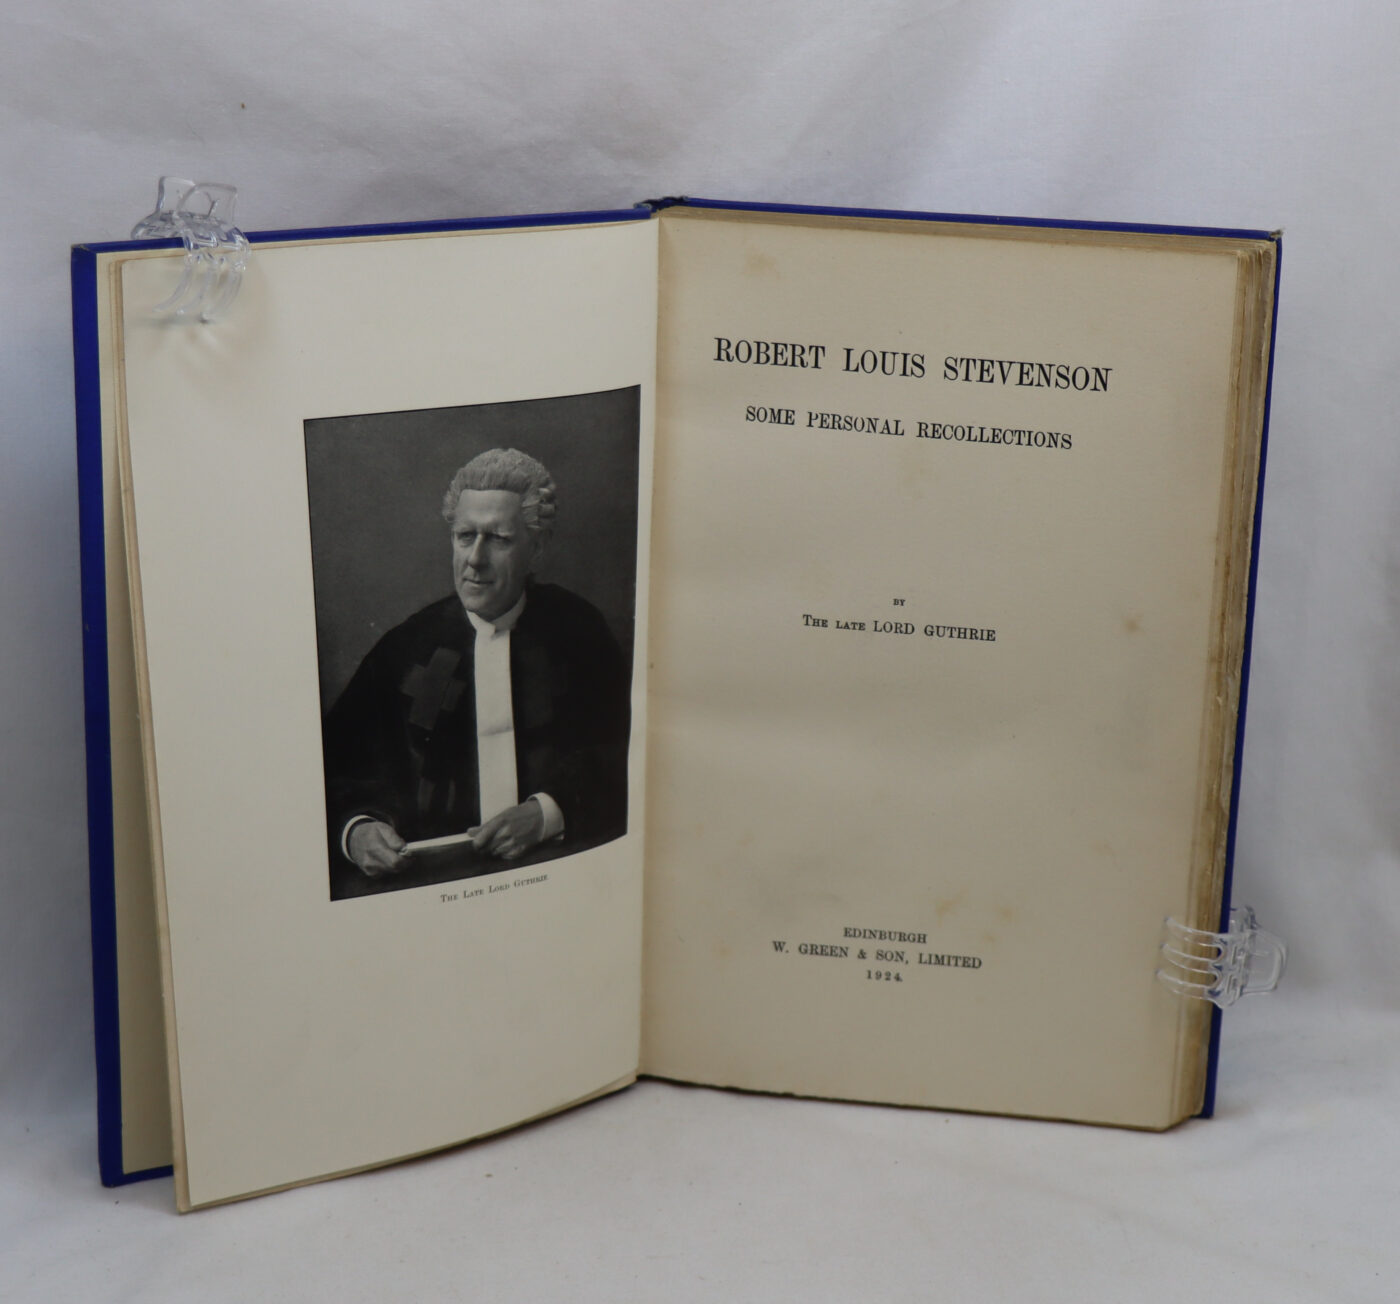 The Late Lord Guthrie
ROBERT LOUIS STEVENSON
SOME PERSONAL RECOLLECTIONS
BY
The late LORD GUTHRIE
EDINBURGH
W. GREEN & SON, LIMITED
1924.